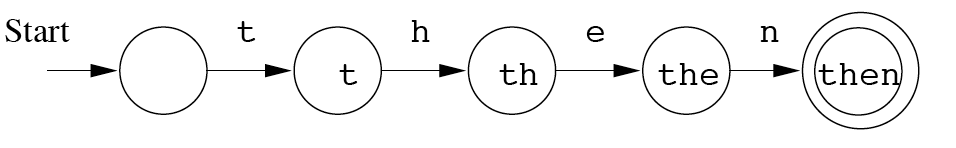 Start
t h e n
t th the then